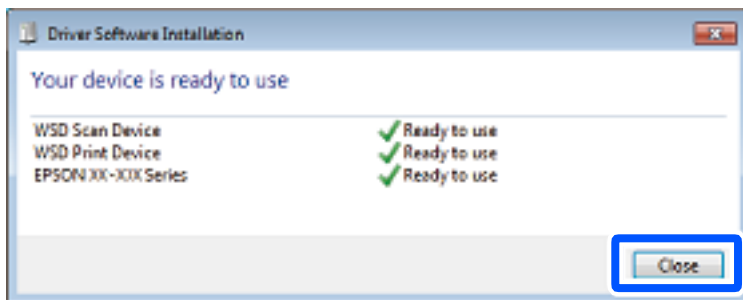 Driver Software Installation
Your device is ready to use
WSD Scan Device Ready to use
WSD Print Device Ready to use
EPSON XX-XXX Series Ready to use
Close